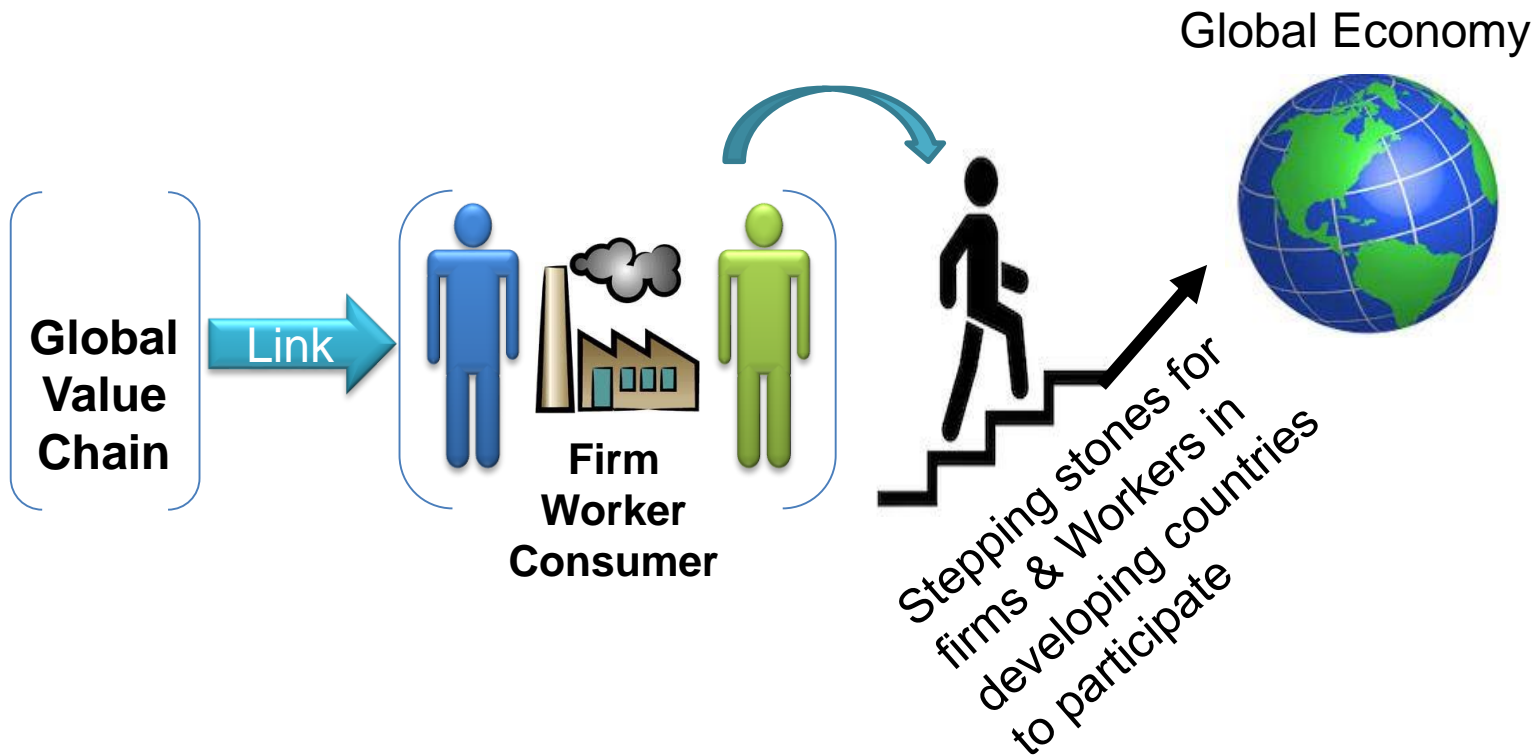 Global Economy
Global
Value
Chain
Link
Firm
Worker
Consumer
Stepping stones for
firms & Workers in
developing countries
to participate